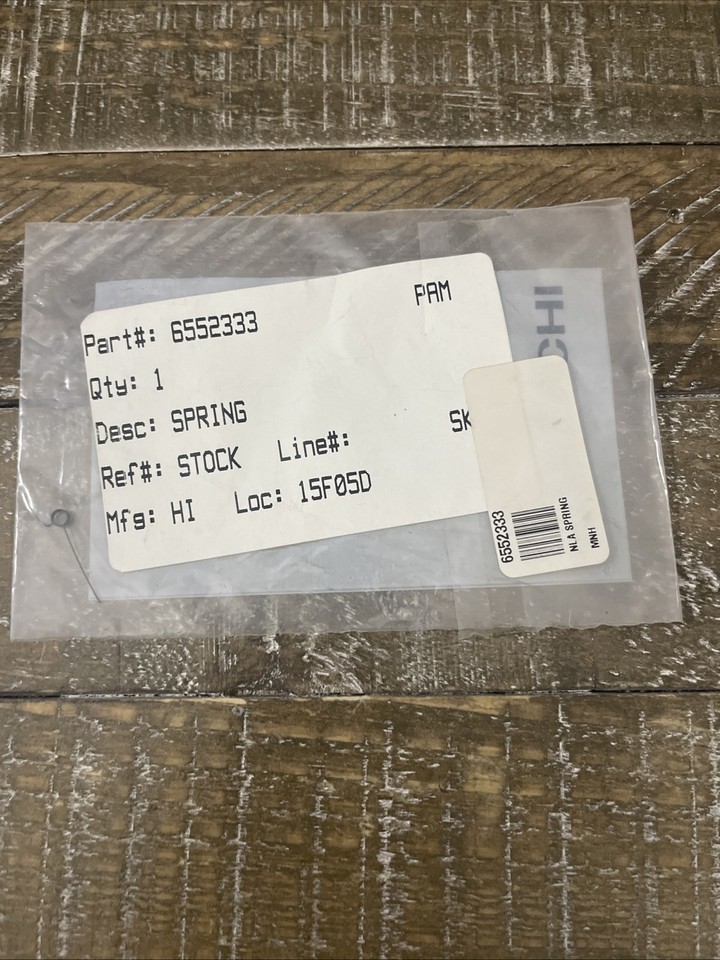 PAM
Part#: 6552333
Qty: 1
Desc: SPRING
SK
Ref#: STOCK Line#:
Mfg: HI Loc: 15F05D
CHI
6552333
NLA SPRING
MNH